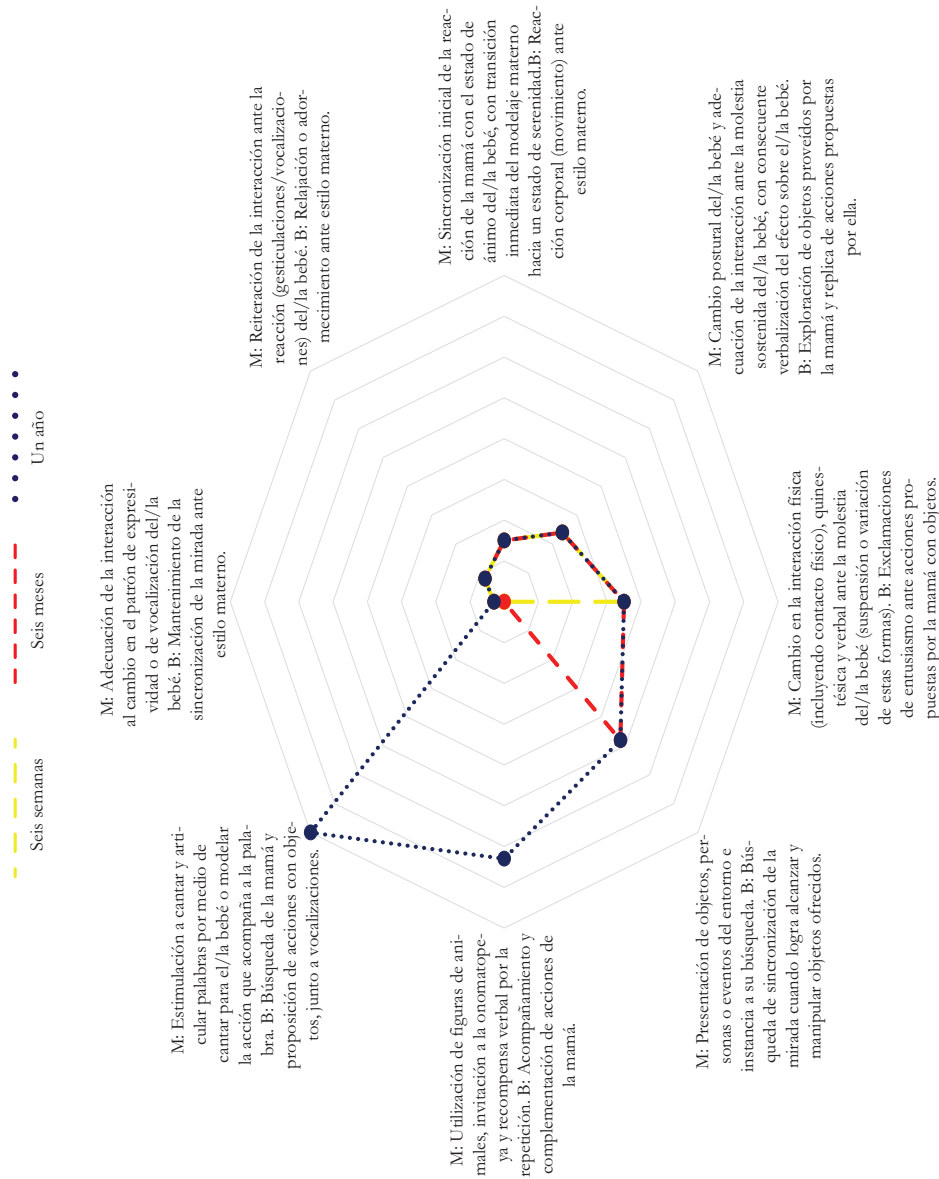 Seis semanas
Seis meses
Un año
M: Adecuación de la interacción
al cambio en el patrón de expresi-
vidad o de vocalización del/la
bebé. B: Mantenimiento de la
sincronización de la mirada ante
estilo materno.
M: Reiteración de la interacción ante la
reacción (gesticulaciones/vocalizacio-
nes) del/la bebé. B: Relajación o ador-
mecimiento ante estilo materno.
M: Sincronización inicial de la reac-
ción de la mamá con el estado de
ánimo del/la bebé, con transición
inmediata del modelaje materno
hacia un estado de serenidad.B: Reac-
ción corporal (movimiento) ante
estilo materno.
M: Cambio postural del/la bebé y ade-
cuación de la interacción ante la molestia
sostenida del/la bebé, con consecuente
verbalización del efecto sobre el/la bebé.
B: Exploración de objetos proveídos por
la mamá y replica de acciones propuestas
por ella.
M: Cambio en la interacción física
(incluyendo contacto físico), quines-
tésica y verbal ante la molestia
del/la bebé (suspensión o variación
de estas formas). B: Exclamaciones
de entusiasmo ante acciones pro-
puestas por la mamá con objetos.
M: Presentación de objetos, per-
sonas o eventos del entorno e
instancia a su búsqueda. B: Bús-
queda de sincronización de la
mirada cuando logra alcanzar y
manipular objetos ofrecidos.
M: Utilización de figuras de ani-
males, invitación a la onomatope-
ya y recompensa verbal por la
repetición. B: Acompañamiento y
complementación de acciones de
la mamá.
M: Estimulación a cantar y arti-
cular palabras por medio de
cantar para el/la bebé o modelar
la acción que acompaña a la pala-
bra. B: Búsqueda de la mamá y
proposición de acciones con obje-
tos, junto a vocalizaciones.